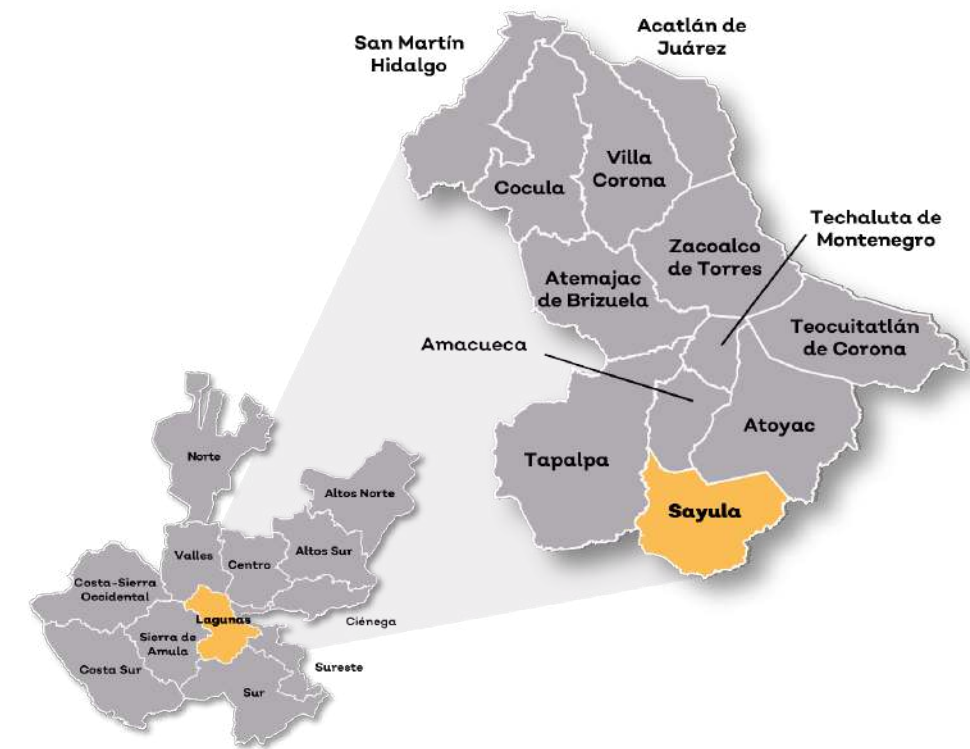 San Martín
Hidalgo
Acatlán de
Juárez
Villa
Corona
Cocula
Techaluta de
Montenegro
Zacoalco
de Torres
Atemajac
de Brizuela
Teocuitatlán
de Corona
Amacueca
Atoyac
Tapalpa
Sayula
Norte
Altos Norte
Valles
Centro
Altos Sur
Costa-Sierra
Occidental
Lagunas
Ciénega
Sierra de
Amula
Costa Sur
Sureste
Sur